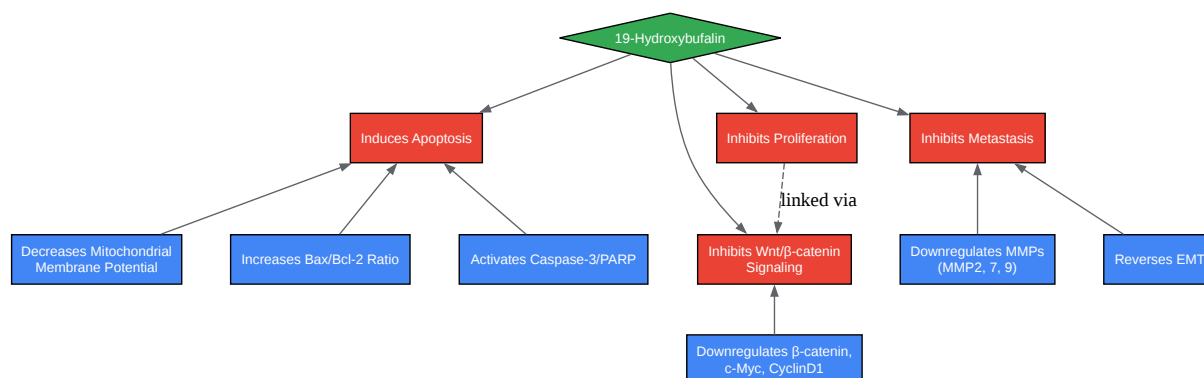 19-Hydroxybufalin
Induces Apoptosis
Inhibits Proliferation
Inhibits Metastasis
linked via
Decreases Mitochondrial
Membrane Potential
Increases Bax/Bcl-2 Ratio
Activates Caspase-3/PARP
Inhibits Wnt/β-catenin
Signaling
Downregulates MMPs
(MMP2, 7, 9)
Reverses EMT
Downregulates β-catenin,
c-Myc, CyclinD1